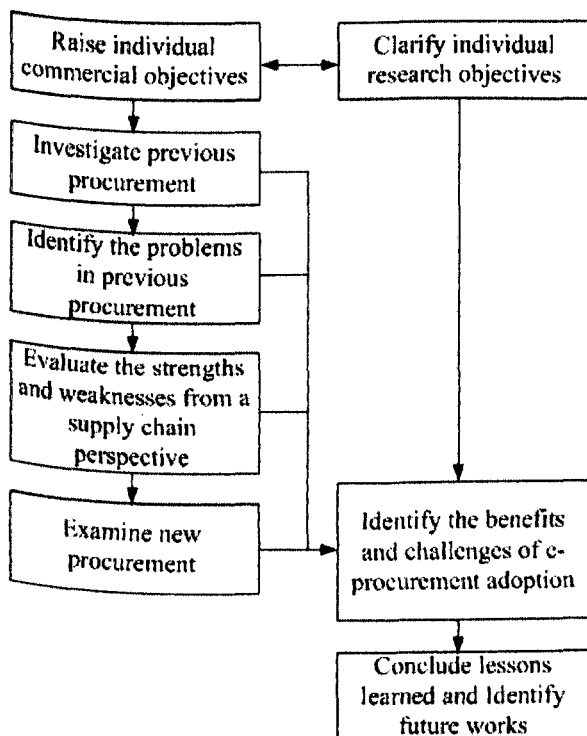 Raise individual
commercial objectives
Clarify individual
research objectives
Investigate previous
procurement
Identify the problems
in previous
procurement
Evaluate the strengths
and weaknesses from a
supply chain
perspective
Examine new
procurement
Identify the benefits
and challenges of e-
procurement adoption
Conclude lessons
learned and Identify
future works